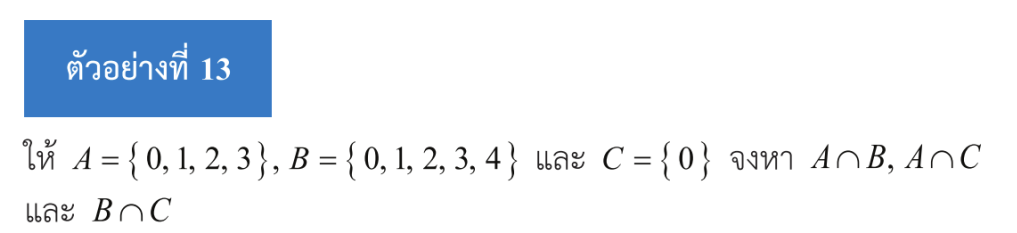 ตัวอย่างที่ 13
ให้ A = { 0, 1, 2, 3 }, B = { 0, 1, 2, 3, 4 } และ C = { 0 } จงหา A ∩ B, A ∩ C
และ B ∩ C